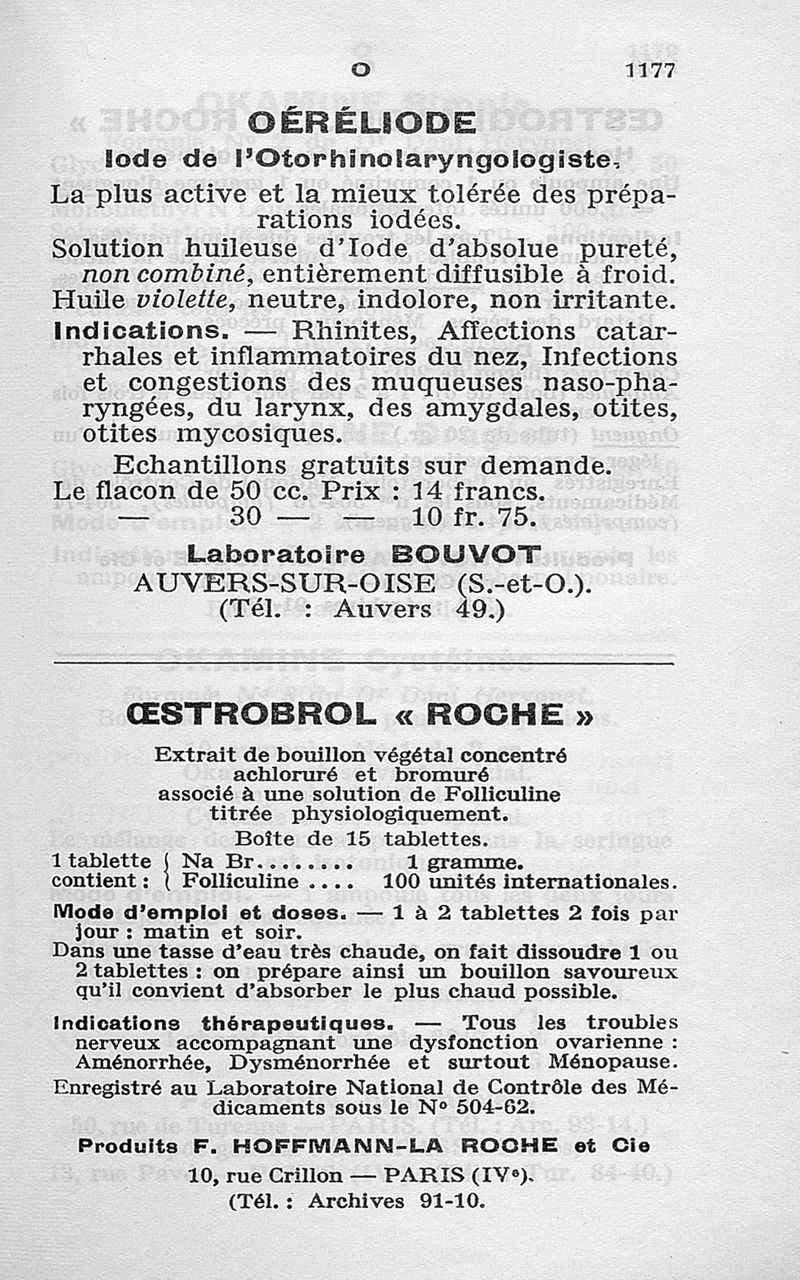 O 1177
OÉRÉLIODE
Iode de l'Otorhinolaryngologiste.
La plus active et la mieux tolérée des prépa-
rations iodées.
Solution huileuse d'Iode d'absolue pureté,
non combiné, entièrement diffusible à froid.
Huile violette, neutre, indolore, non irritante.
Indications. — Rhinites, Affections catar-
rhales et inflammatoires du nez, Infections
et congestions des muqueuses naso-pha-
ryngées, du larynx, des amygdales, otites,
otites mycosiques.
Echantillons gratuits sur demande.
Le flacon de 50 cc. Prix : 14 francs.
— 30 — — 10 fr. 75.
Laboratoire BOUVOT
AUVERS-SUR-OISE (S.-et-O.).
(Tél. : Auvers 49.)
ŒSTROBROL « ROCHE »
Extrait de bouillon végétal concentré
achloruré et bromuré
associé à une solution de Folliculine
titrée physiologiquement.
Boîte de 15 tablettes.
1 tablette { Na Br........ 1 gramme.
contient : { Folliculine .... 100 unités internationales.
Mode d'emploi et doses. — 1 à 2 tablettes 2 fois par
jour : matin et soir.
Dans une tasse d'eau très chaude, on fait dissoudre 1 ou
2 tablettes : on prépare ainsi un bouillon savoureux
qu'il convient d'absorber le plus chaud possible.
Indications thérapeutiques. — Tous les troubles
nerveux accompagnant une dysfonction ovarienne :
Aménorrhée, Dysménorrhée et surtout Ménopause.
Enregistré au Laboratoire National de Contrôle des Mé-
dicaments sous le N° 504-62.
Produits F. HOFFMANN-LA ROCHE et Cie
10, rue Crillon — PARIS (IVe).
(Tél. : Archives 91-10.